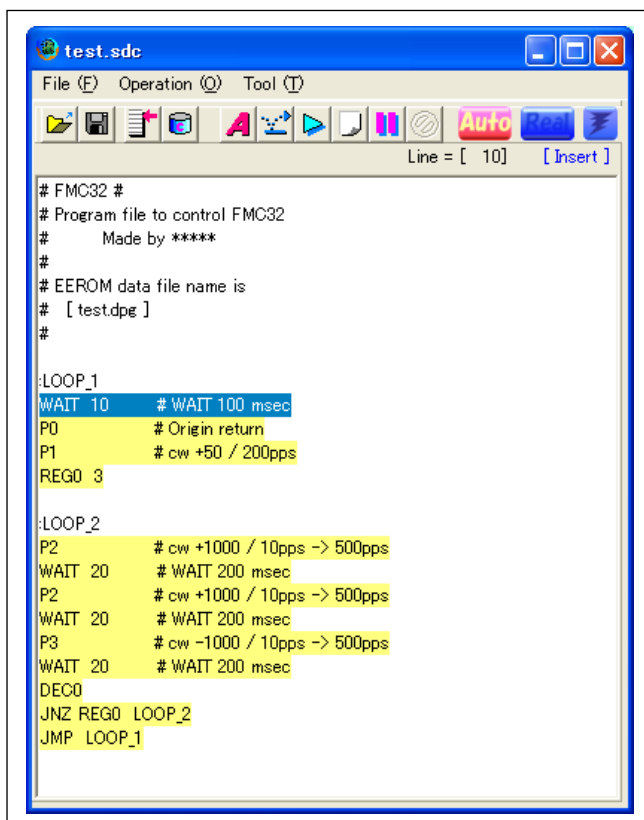 test.sdc
File (F) Operation (O) Tool (T)
A Auto Real
Line = [ 10] [ Insert ]
# FMC32 #
# Program file to control FMC32
# Made by *****
#
# EEROM data file name is
# [ test.dpg ]
#
:LOOP_1
WAIT 10 # WAIT 100 msec
P0 # Origin return
P1 # cw +50 / 200pps
REG0 3
:LOOP_2
P2 # cw +1000 / 10pps -> 500pps
WAIT 20 # WAIT 200 msec
P2 # cw +1000 / 10pps -> 500pps
WAIT 20 # WAIT 200 msec
P3 # cw -1000 / 10pps -> 500pps
WAIT 20 # WAIT 200 msec
DEC0
JNZ REG0 LOOP_2
JMP LOOP_1